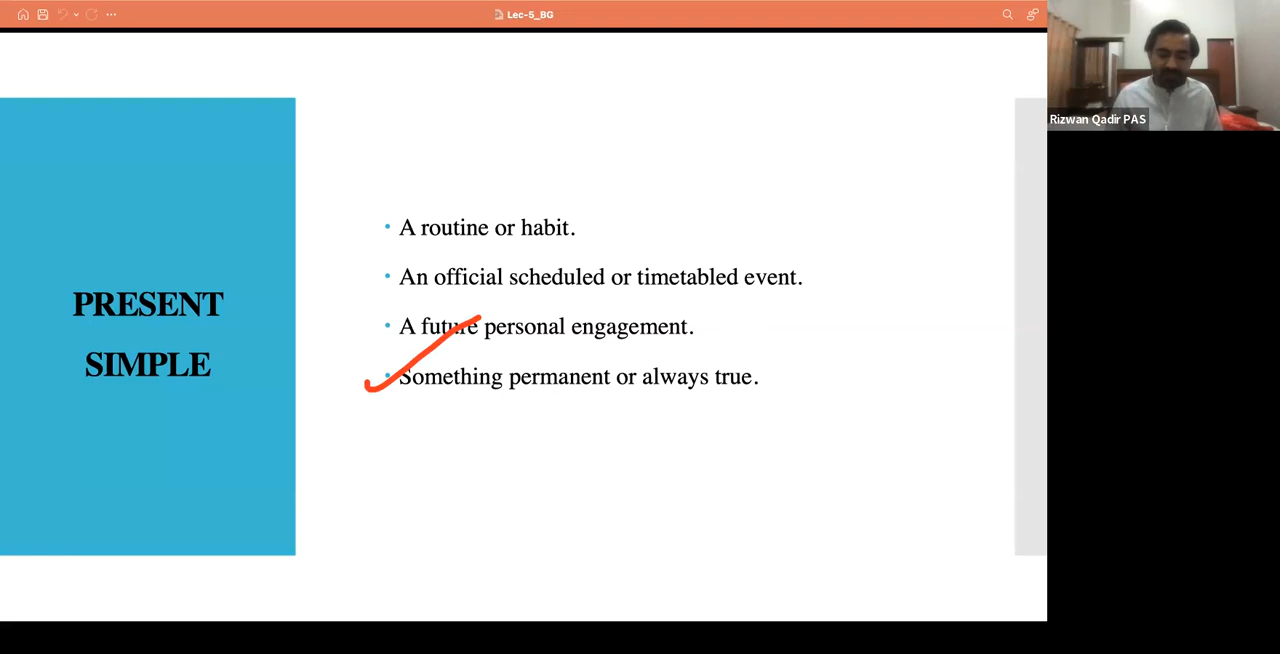 Lec-5_BG
Rizwan Qadir PAS
PRESENT
SIMPLE
• A routine or habit.
• An official scheduled or timetabled event.
• A future personal engagement.
• Something permanent or always true.